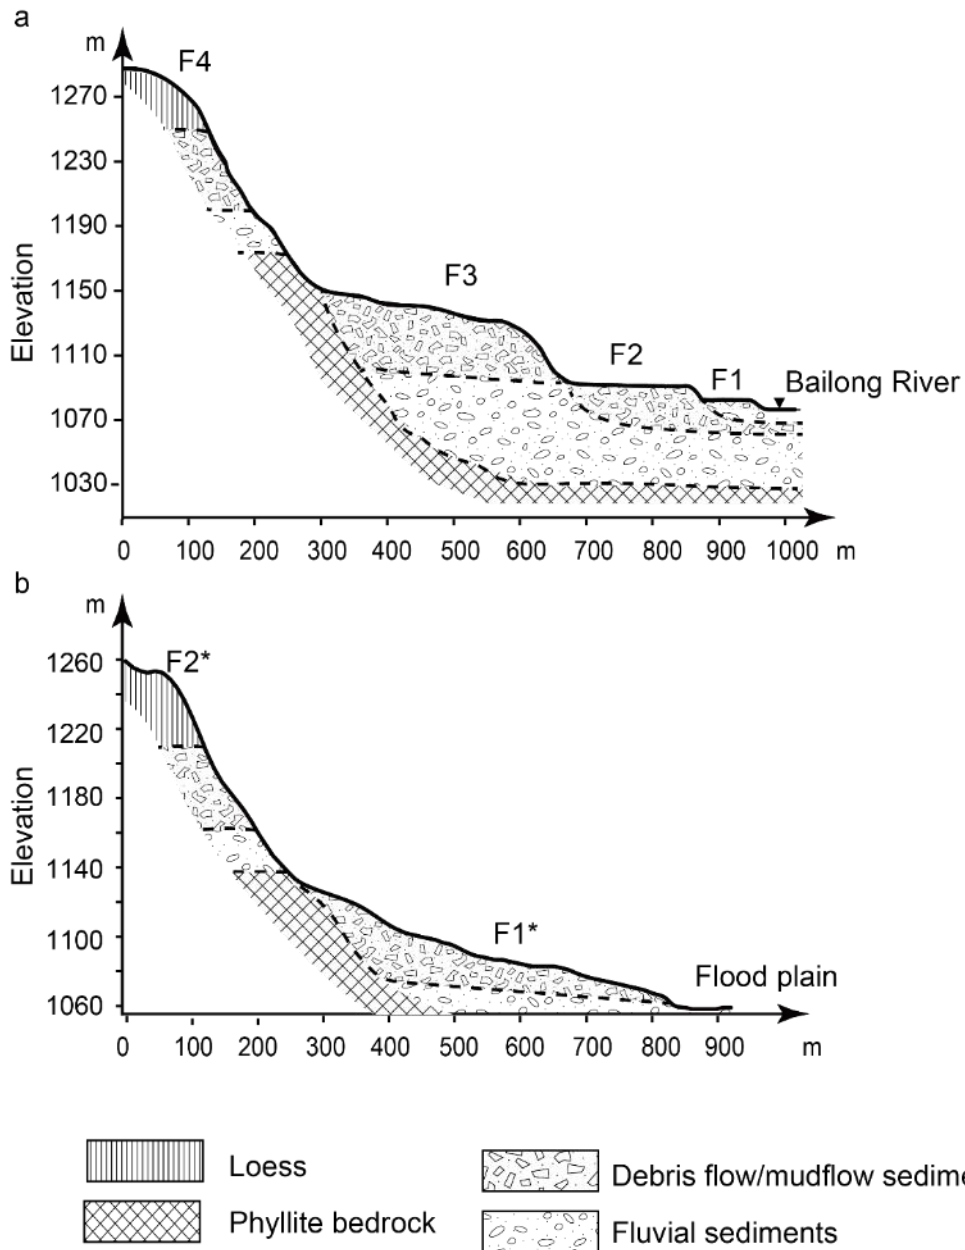 a
m
F4
1270
1230
1190
F3
1150
Elevation
F2
1110
F1
Bailong River
1070
1030
0 100 200 300 400 500 600 700 800 900 1000 m
b
m
1260
F2*
1220
1180
Elevation
1140
1100
F1*
Flood plain
1060
0 100 200 300 400 500 600 700 800 900 m
Loess
Debris flow/mudflow sedime
Phyllite bedrock
Fluvial sediments